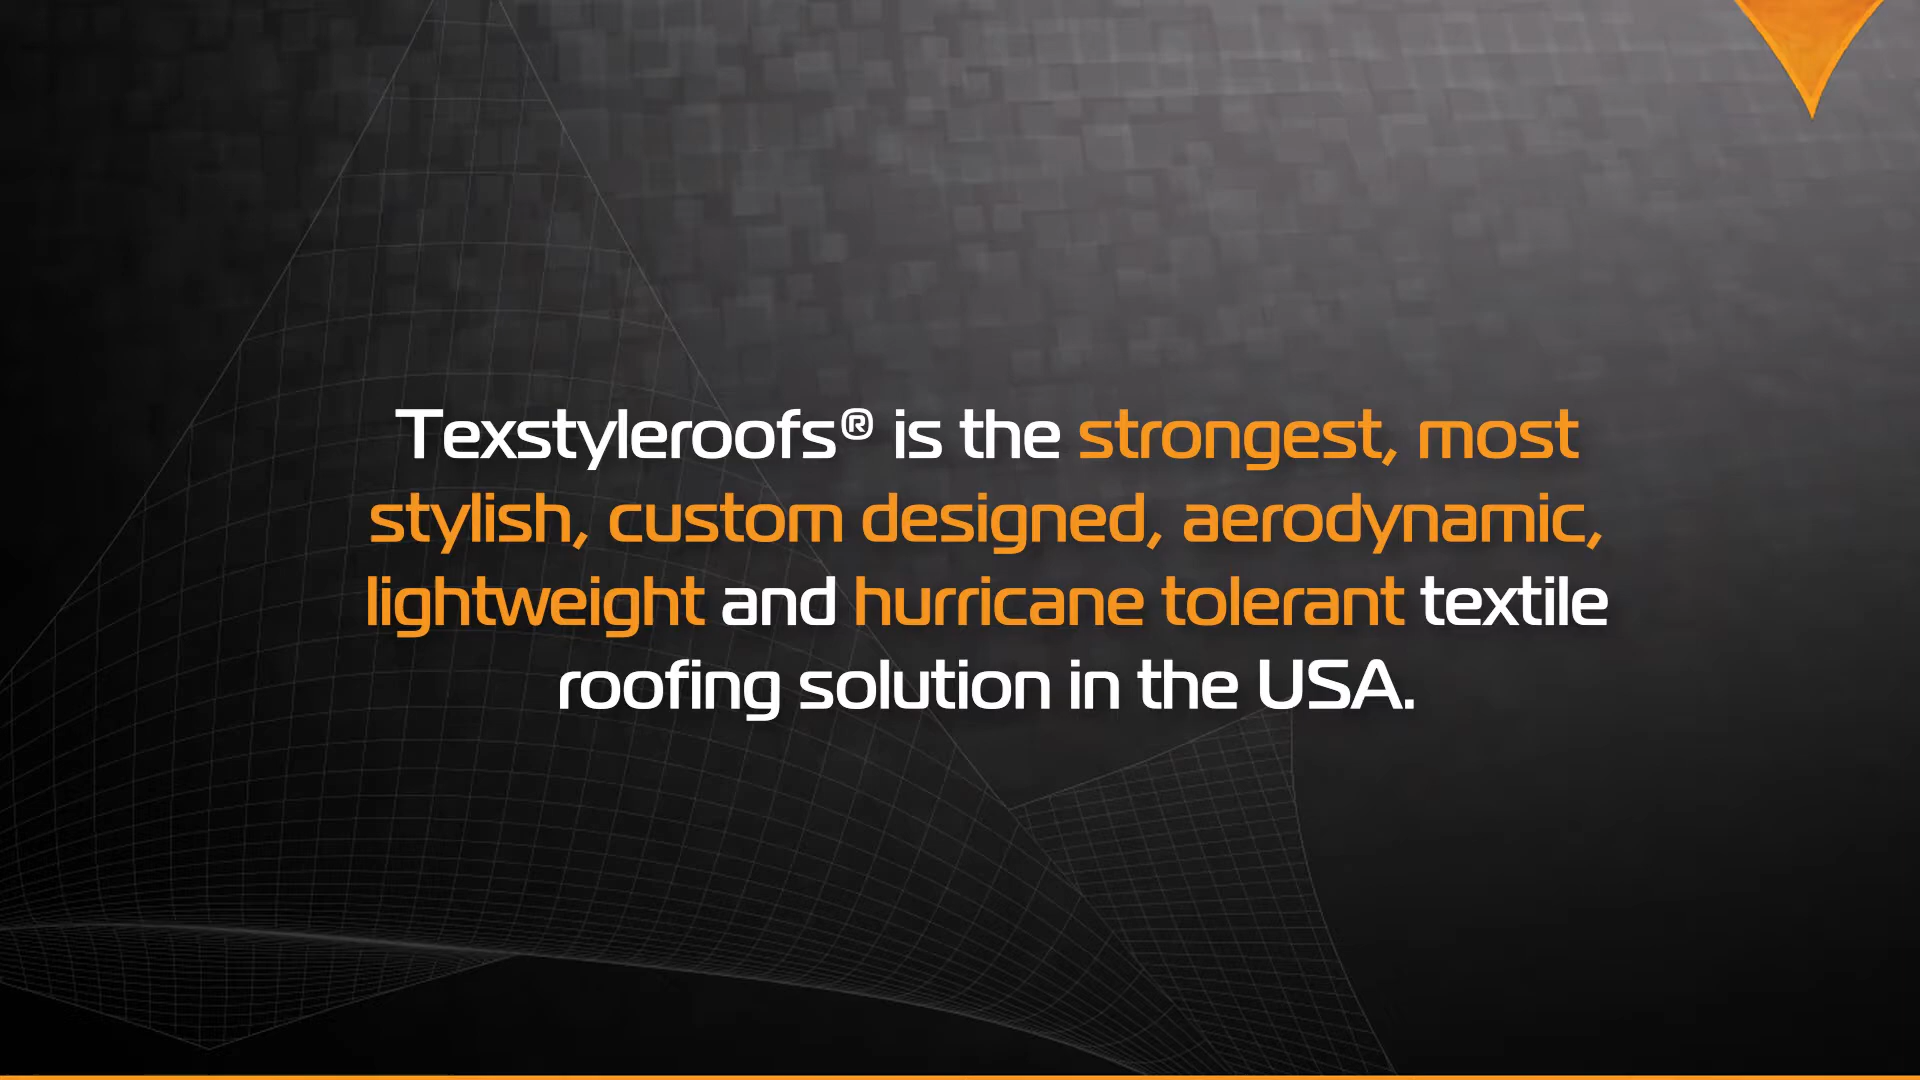 Texstyleroofs® is the strongest, most
stylish, custom designed, aerodynamic,
lightweight and hurricane tolerant textile
roofing solution in the USA.